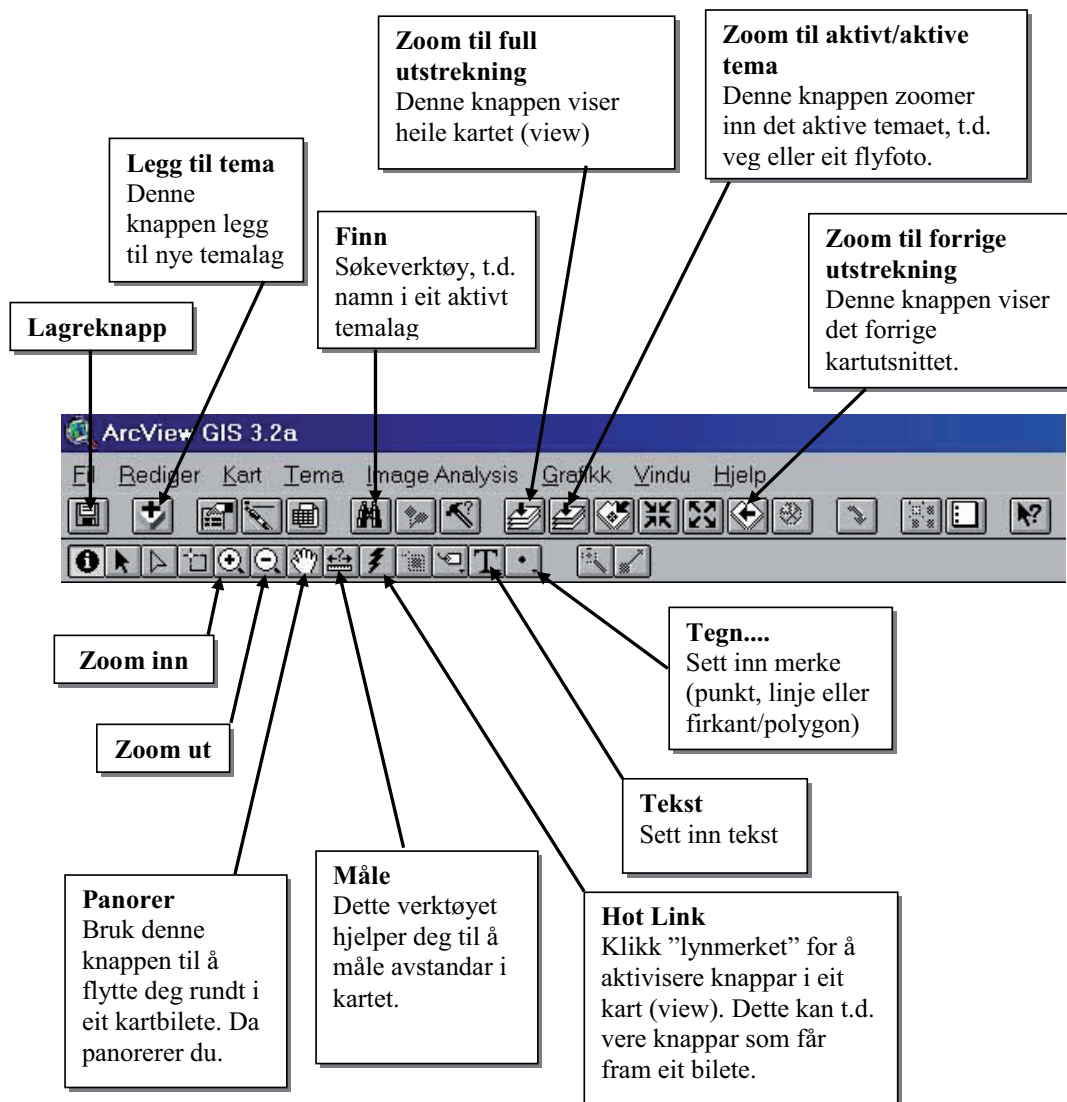 Zoom til full
utstrekning
Denne knappen viser
heile kartet (view)
Zoom til aktivt/aktive
tema
Denne knappen zoomer
inn det aktive temaet, t.d.
veg eller eit flyfoto.
Legg til tema
Denne
knappen legg
til nye temalag
Finn
Søkeverktøy, t.d.
namn i eit aktivt
temalag
Zoom til forrige
utstrekning
Denne knappen viser
det forrige
kartutsnittet.
Lagreknapp
ArcView GIS 3.2a
Fil Rediger Kart Tema Image Analysis Grafikk Vindu Hjelp
Zoom inn
Zoom ut
Tegn....
Sett inn merke
(punkt, linje eller
firkant/polygon)
Tekst
Sett inn tekst
Panorer
Bruk denne
knappen til å
flytte deg rundt i
eit kartbilete. Da
panorerer du.
Måle
Dette verktøyet
hjelper deg til å
måle avstandar i
kartet.
Hot Link
Klikk ”lynmerket” for å
aktivisere knappar i eit
kart (view). Dette kan t.d.
vere knappar som får
fram eit bilete.